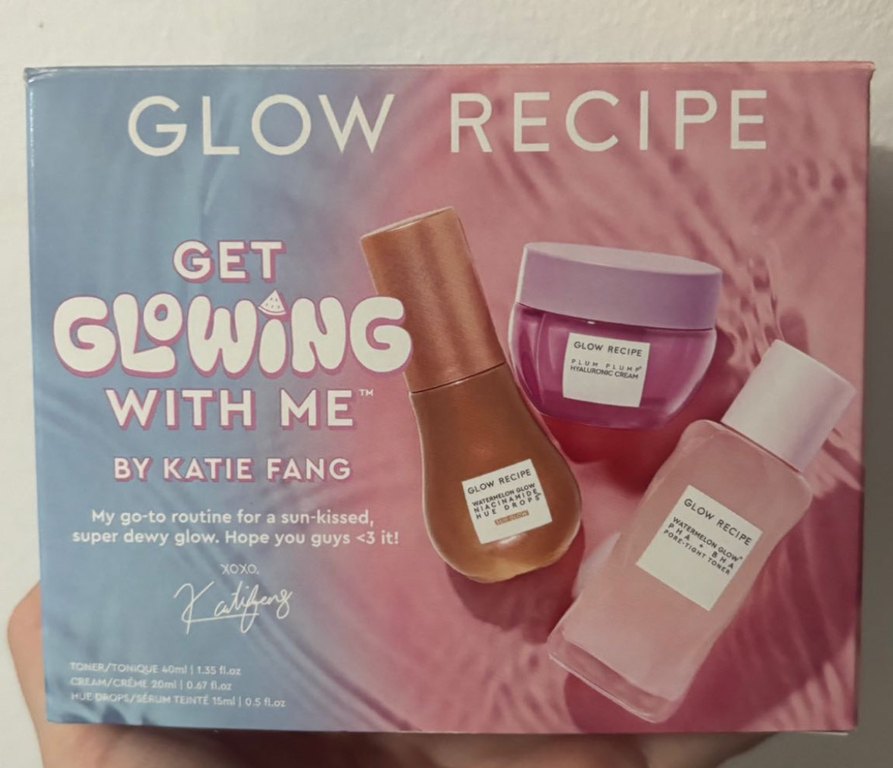 GLOW RECIPE
GET
GLOWING
WITH ME™
BY KATIE FANG
My go-to routine for a sun-kissed,
super dewy glow. Hope you guys <3 it!
XOXO,
Katiefang
TONER/TONIQUE 40ml | 1.35 fl.oz
CREAM/CRÈME 20ml | 0.67 fl.oz
HUE DROPS/SÉRUM TEINTÉ 15ml | 0.5 fl.oz
GLOW RECIPE
WATERMELON GLOW
NIACINAMIDE
HUE DROPS
SUN GLOW
GLOW RECIPE
PLUM PLUMP
HYALURONIC CREAM
GLOW RECIPE
WATERMELON GLOW
PHA + BHA
PORE-TIGHT TONER